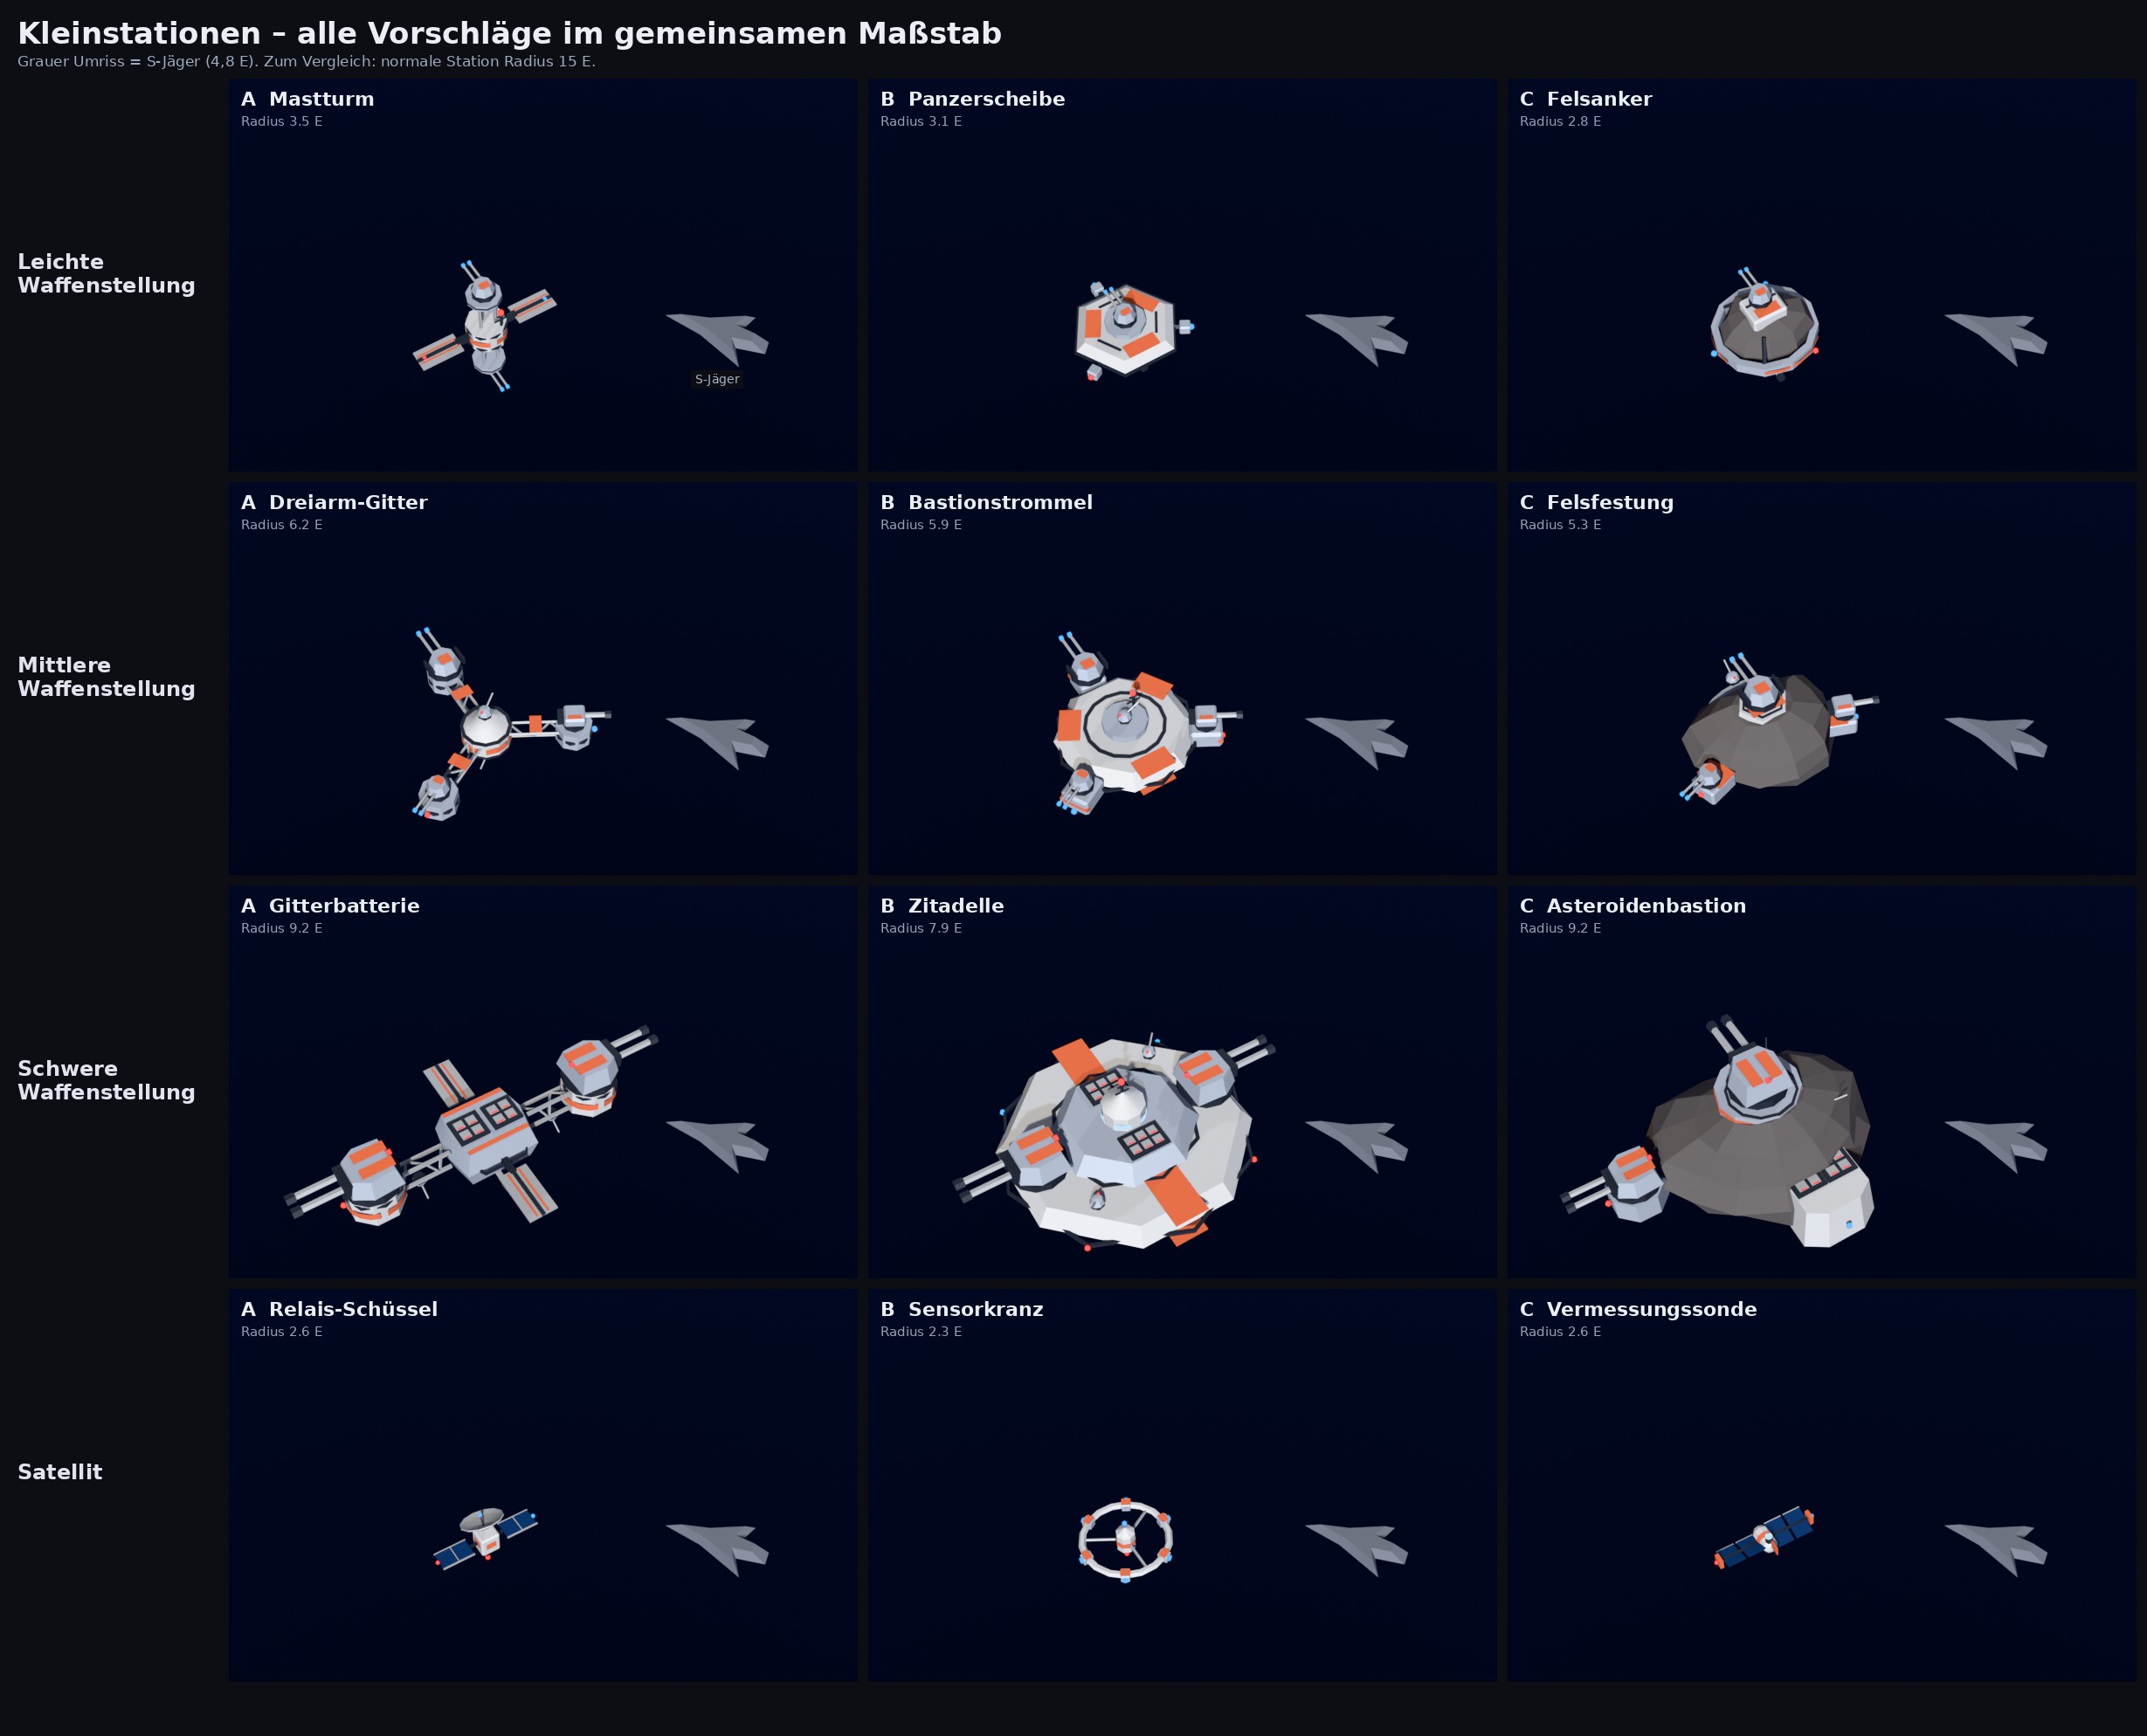 Kleinstationen – alle Vorschläge im gemeinsamen Maßstab
Grauer Umriss = S-Jäger (4,8 E). Zum Vergleich: normale Station Radius 15 E.
Leichte
Waffenstellung
A Mastturm
Radius 3.5 E
S-Jäger
B Panzerscheibe
Radius 3.1 E
C Felsanker
Radius 2.8 E
Mittlere
Waffenstellung
A Dreiarm-Gitter
Radius 6.2 E
B Bastionstrommel
Radius 5.9 E
C Felsfestung
Radius 5.3 E
Schwere
Waffenstellung
A Gitterbatterie
Radius 9.2 E
B Zitadelle
Radius 7.9 E
C Asteroidenbastion
Radius 9.2 E
Satellit
A Relais-Schüssel
Radius 2.6 E
B Sensorkranz
Radius 2.3 E
C Vermessungssonde
Radius 2.6 E